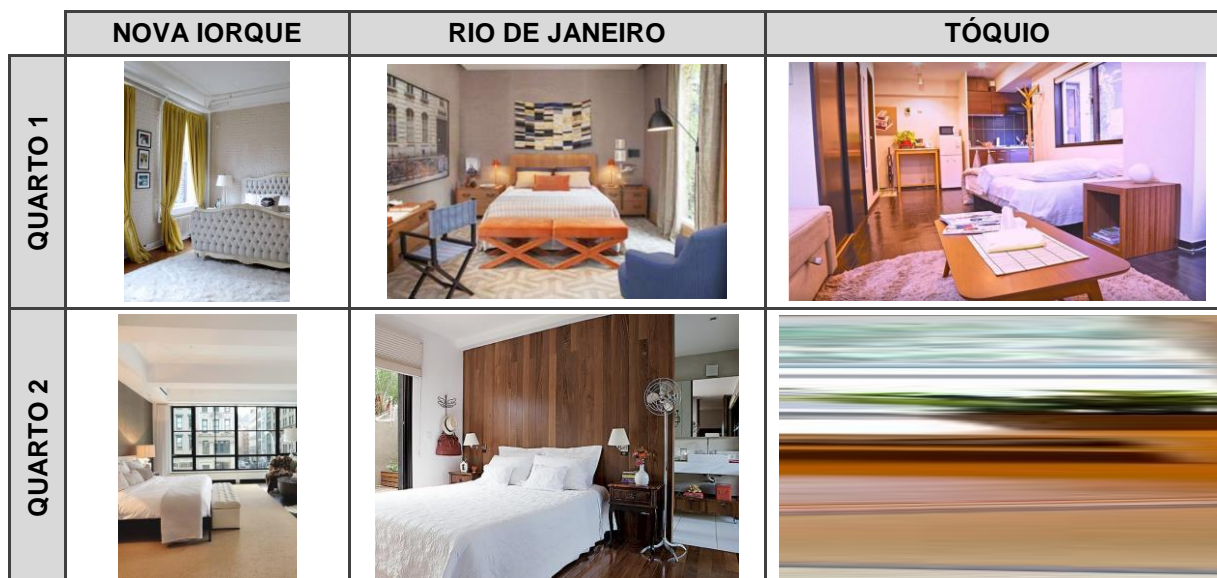 NOVA IORQUE
RIO DE JANEIRO
TÓQUIO
QUARTO 1
QUARTO 2